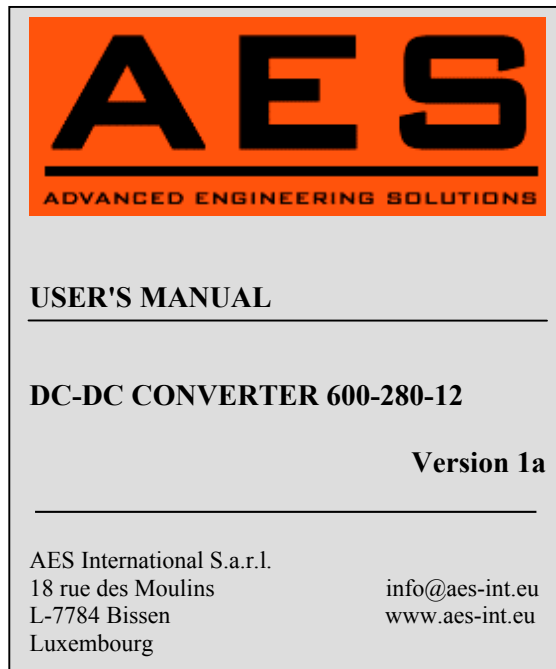 AES
ADVANCED ENGINEERING SOLUTIONS
USER'S MANUAL
DC-DC CONVERTER 600-280-12
Version 1a
AES International S.a.r.l.
18 rue des Moulins info@aes-int.eu
L-7784 Bissen www.aes-int.eu
Luxembourg